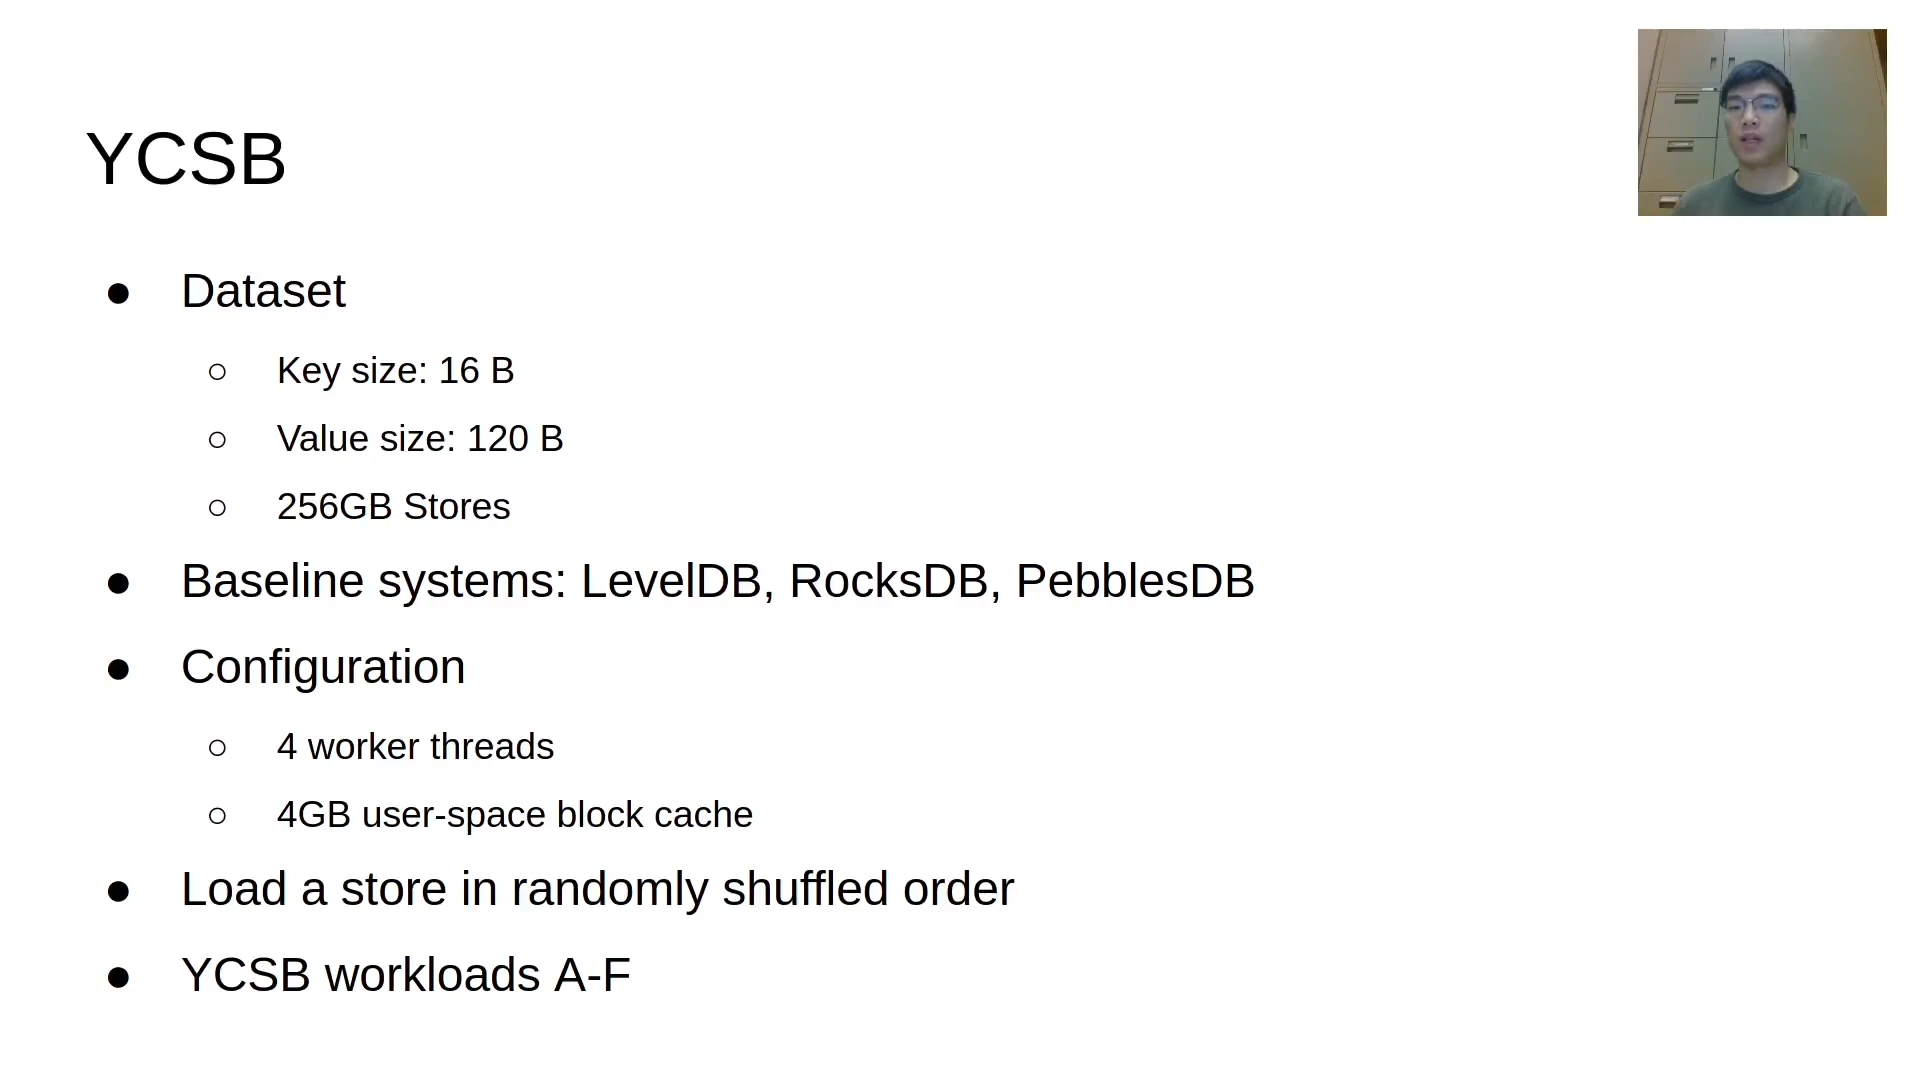 YCSB
● Dataset
○ Key size: 16 B
○ Value size: 120 B
○ 256GB Stores
● Baseline systems: LevelDB, RocksDB, PebblesDB
● Configuration
○ 4 worker threads
○ 4GB user-space block cache
● Load a store in randomly shuffled order
● YCSB workloads A-F